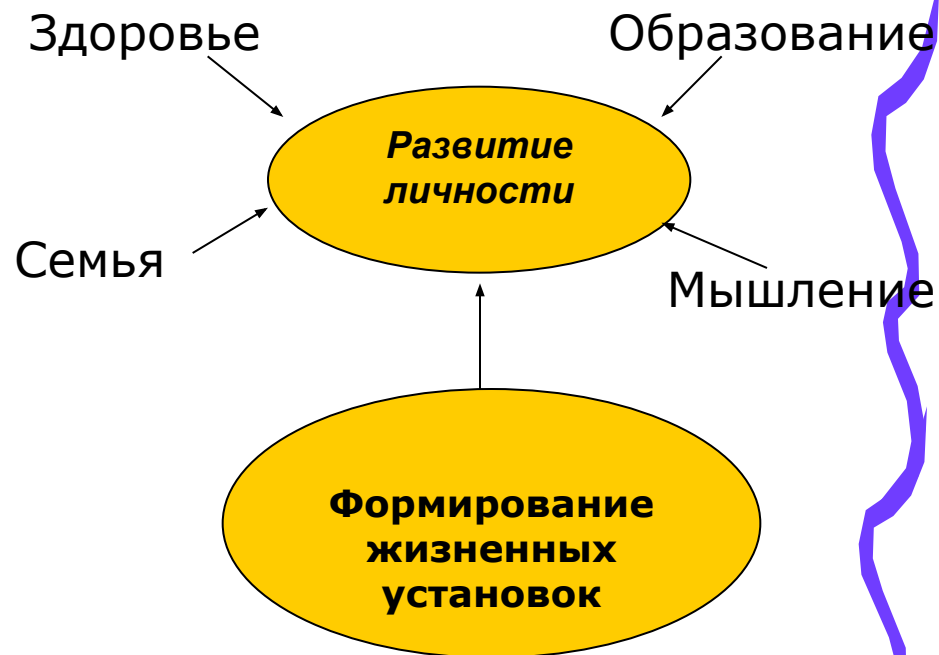 Здоровье
Образование
Развитие
личности
Семья
Мышление
Формирование
жизненных
установок